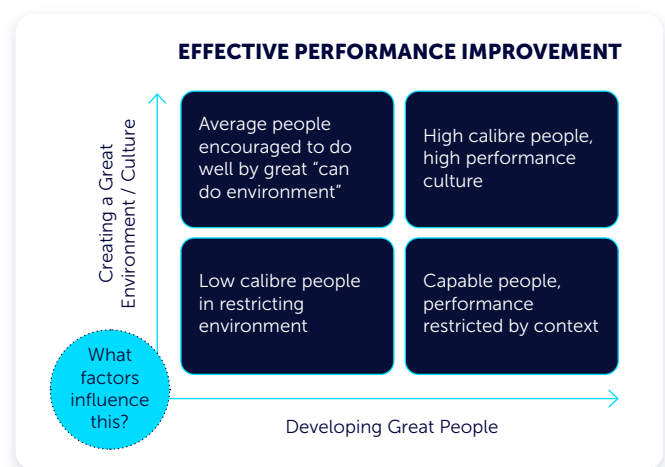 EFFECTIVE PERFORMANCE IMPROVEMENT
Creating a Great
Environment / Culture
Average people
encouraged to do
well by great “can
do environment”
High calibre people,
high performance
culture
Low calibre people
in restricting
environment
Capable people,
performance
restricted by context
What
factors
influence
this?
Developing Great People